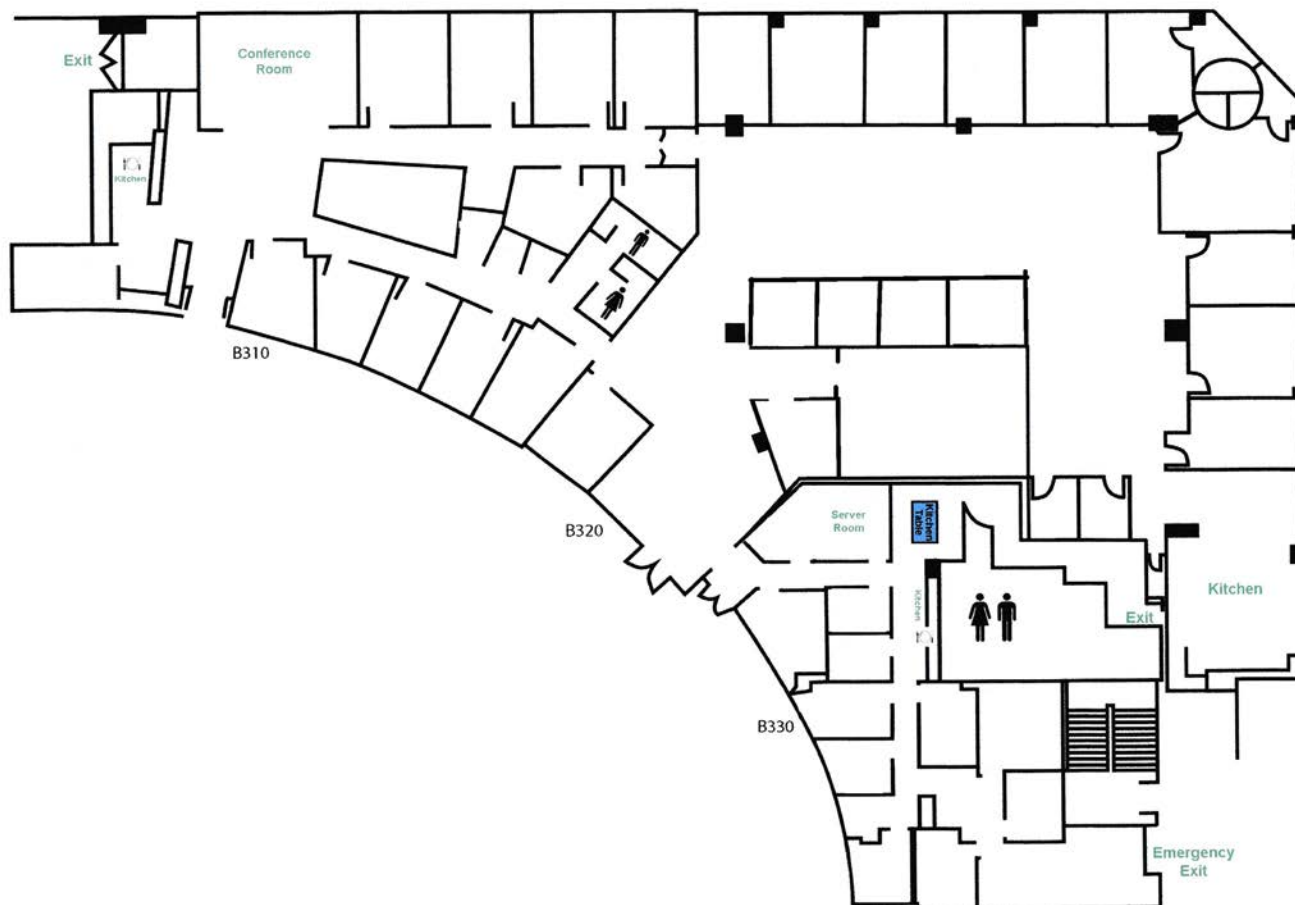 Exit
Conference
Room
Kitchen
B310
B320
Server
Room
Kitchen
Table
Kitchen
Kitchen
Exit
B330
Emergency
Exit